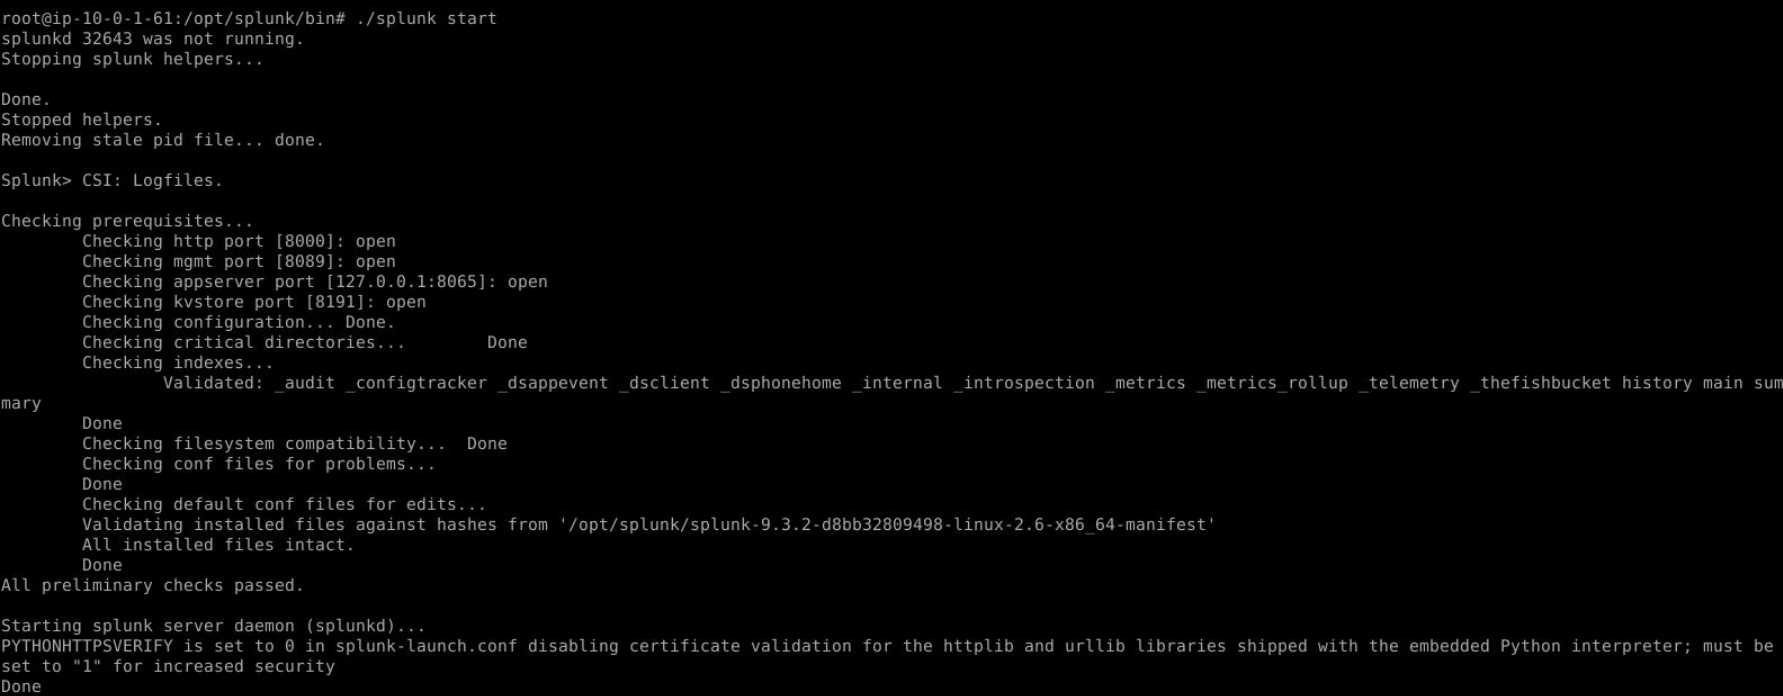 root@ip-10-0-1-61:/opt/splunk/bin# ./splunk start
splunkd 32643 was not running.
Stopping splunk helpers...
Done.
Stopped helpers.
Removing stale pid file... done.
Splunk> CSI: Logfiles.
Checking prerequisites...
Checking http port [8000]: open
Checking mgmt port [8089]: open
Checking appserver port [127.0.0.1:8065]: open
Checking kvstore port [8191]: open
Checking configuration... Done.
Checking critical directories... Done
Checking indexes...
Validated: _audit _configtracker _dsappevent _dsclient _dsphonehome _internal _introspection _metrics _metrics_rollup _telemetry _thefishbucket history main sum
mary
Done
Checking filesystem compatibility... Done
Checking conf files for problems...
Done
Checking default conf files for edits...
Validating installed files against hashes from '/opt/splunk/splunk-9.3.2-d8bb32809498-linux-2.6-x86_64-manifest'
All installed files intact.
Done
All preliminary checks passed.
Starting splunk server daemon (splunkd)...
PYTHONHTTPSVERIFY is set to 0 in splunk-launch.conf disabling certificate validation for the httplib and urllib libraries shipped with the embedded Python interpreter; must be
set to "1" for increased security
Done